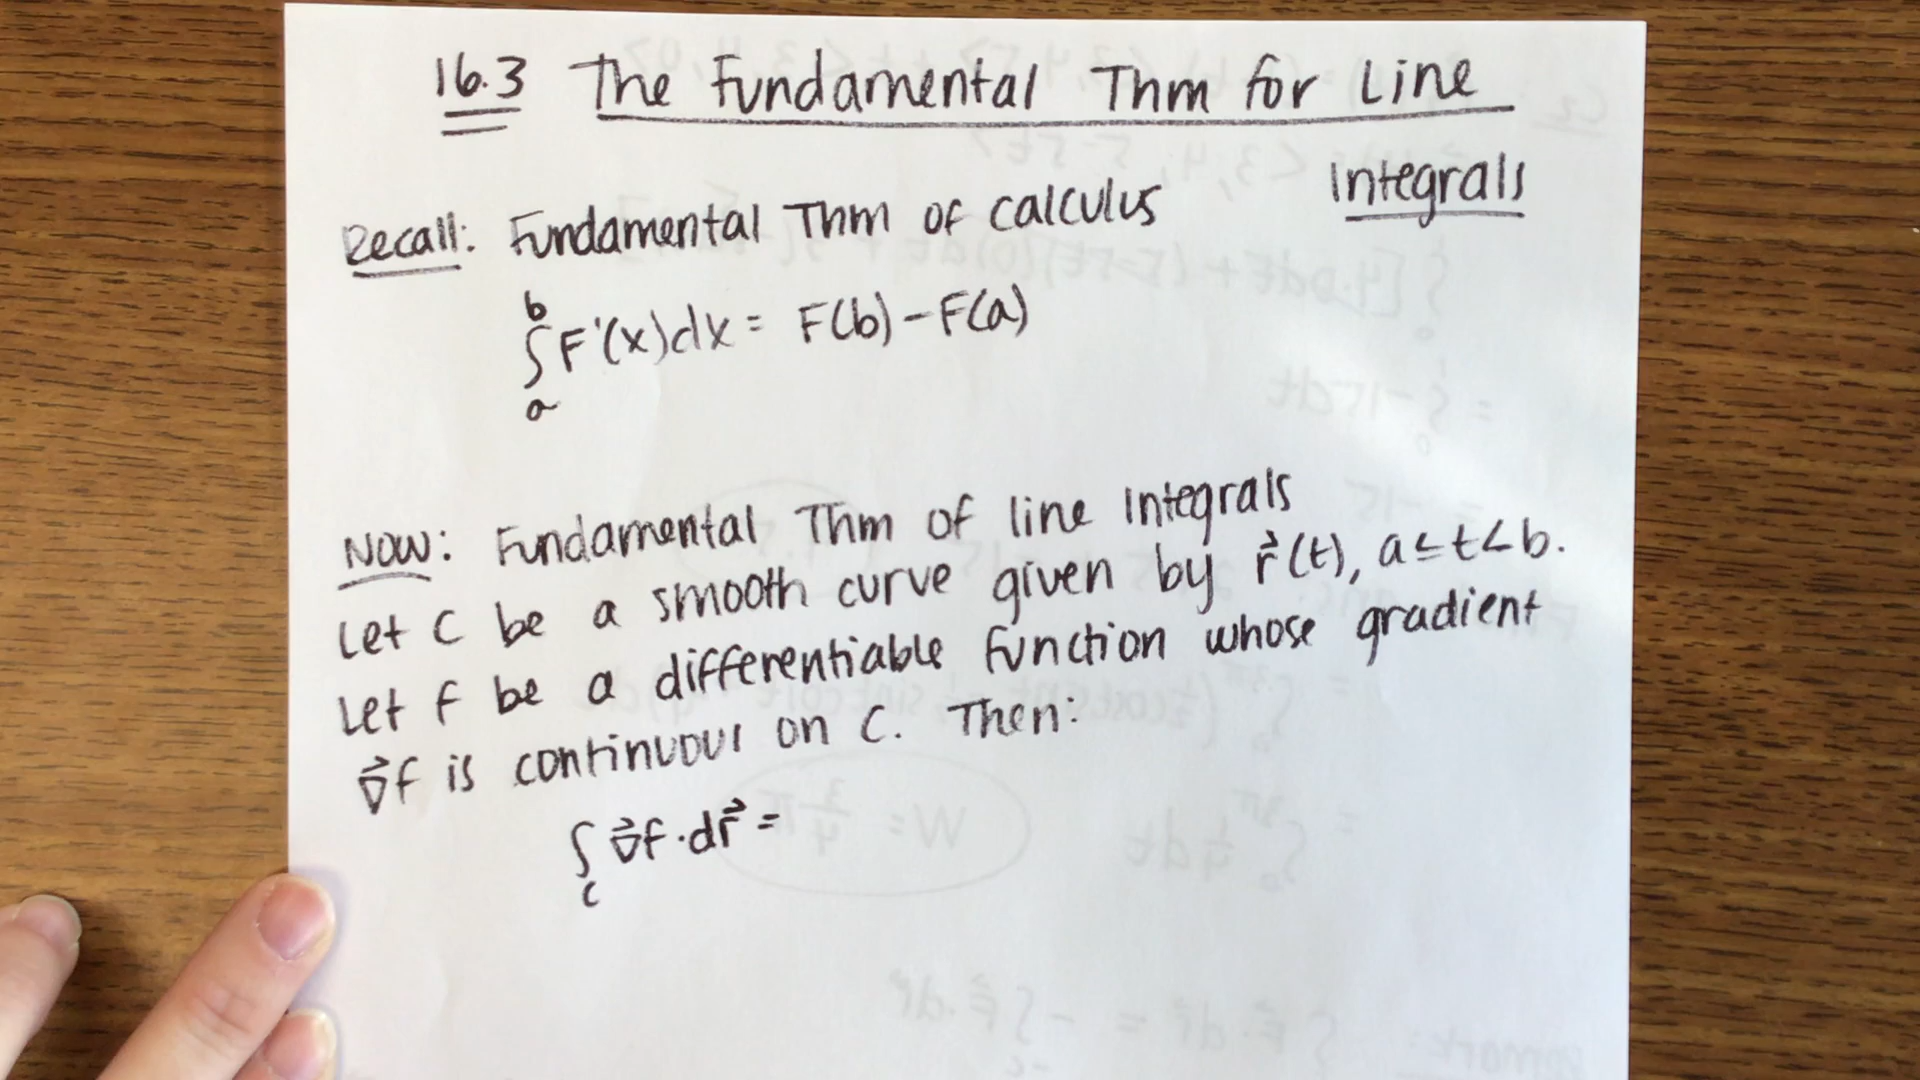 16.3 The Fundamental Thm for Line
Integrals
Recall: Fundamental Thm of calculus
∫_a^b F'(x)dx = F(b) - F(a)
NOW: Fundamental Thm of line integrals
Let C be a smooth curve given by r⃗(t), a≤t<b.
Let f be a differentiable function whose gradient
∇⃗f is continuous on C. Then:
∫_C ∇⃗f · dr⃗ =